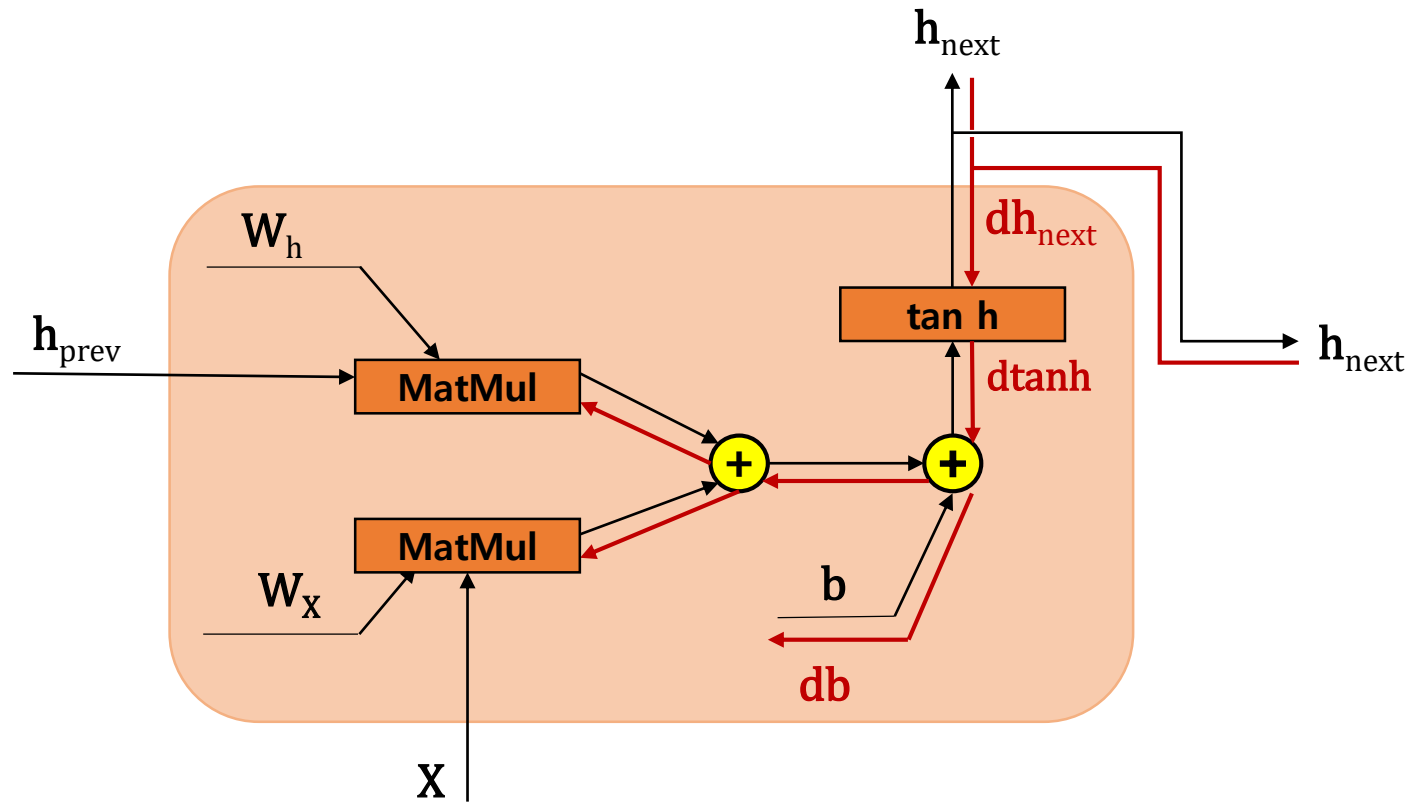 h_next
W_h
dh_next
tan h
h_prev
h_next
MatMul
dtanh
+
+
MatMul
W_x
b
db
X